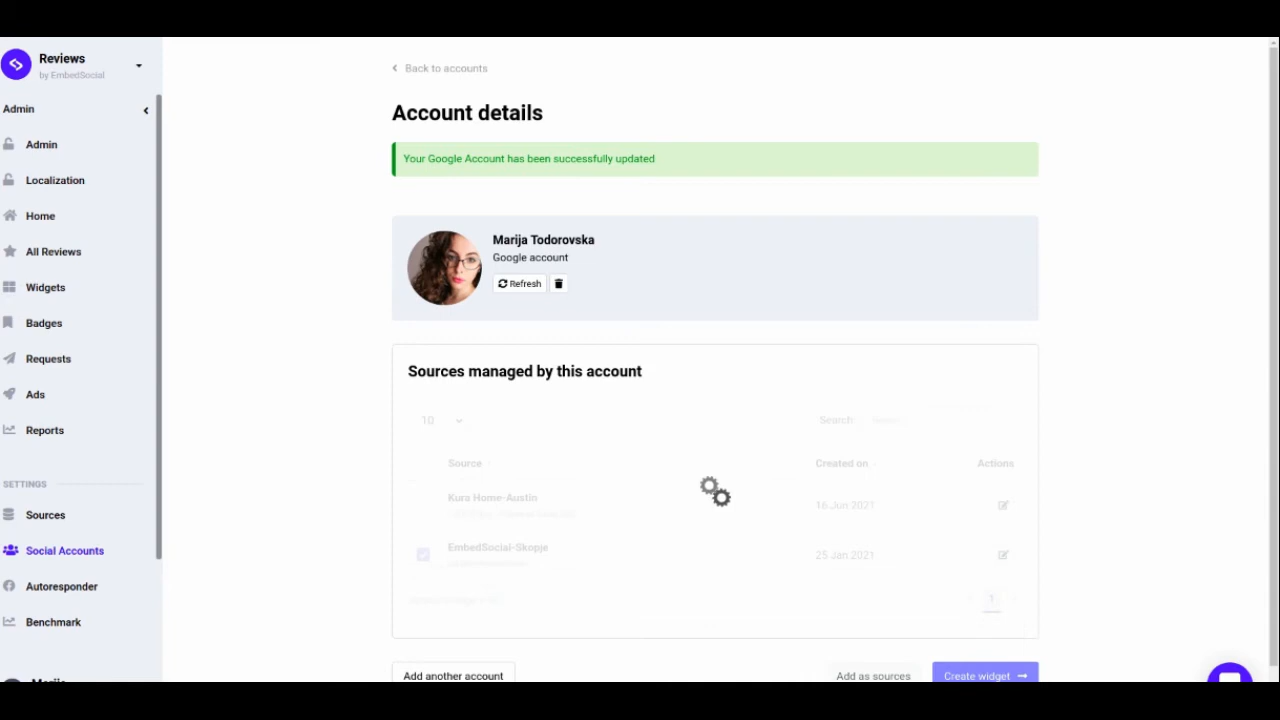 Reviews
by EmbedSocial
Admin
Admin
Localization
Home
All Reviews
Widgets
Badges
Requests
Ads
Reports
SETTINGS
Sources
Social Accounts
Autoresponder
Benchmark
Back to accounts
Account details
Your Google Account has been successfully updated
Marija Todorovska
Google account
Refresh
Sources managed by this account
10
Search:
Source
Created on
Actions
Kurs Home-Austin
16 Jun 2021
EmbedSocial-Skopje
25 Jan 2021
1
Add another account
Add as sources
Create widget